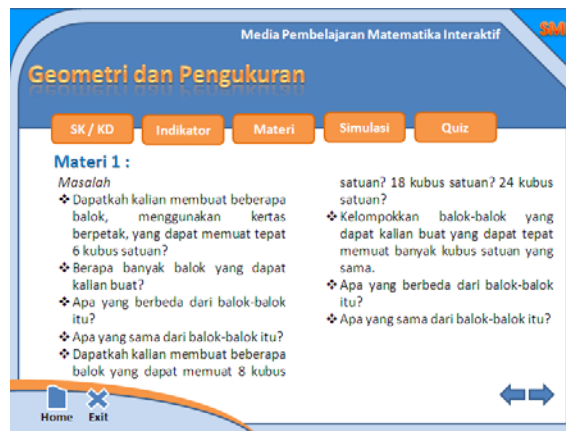 Media Pembelajaran Matematika Interaktif
Geometri dan Pengukuran
SK / KD
Indikator
Materi
Simulasi
Quiz
Materi 1 :
Masalah
❖ Dapatkah kalian membuat beberapa
balok, menggunakan kertas
berpetak, yang dapat memuat tepat
6 kubus satuan?
❖ Berapa banyak balok yang dapat
kalian buat?
❖ Apa yang berbeda dari balok-balok
itu?
❖ Apa yang sama dari balok-balok itu?
❖ Dapatkah kalian membuat beberapa
balok yang dapat memuat 8 kubus
satuan? 18 kubus satuan? 24 kubus
satuan?
❖ Kelompokkan balok-balok yang
dapat kalian buat yang dapat tepat
memuat banyak kubus satuan yang
sama.
❖ Apa yang berbeda dari balok-balok
itu?
❖ Apa yang sama dari balok-balok itu?
Home
Exit